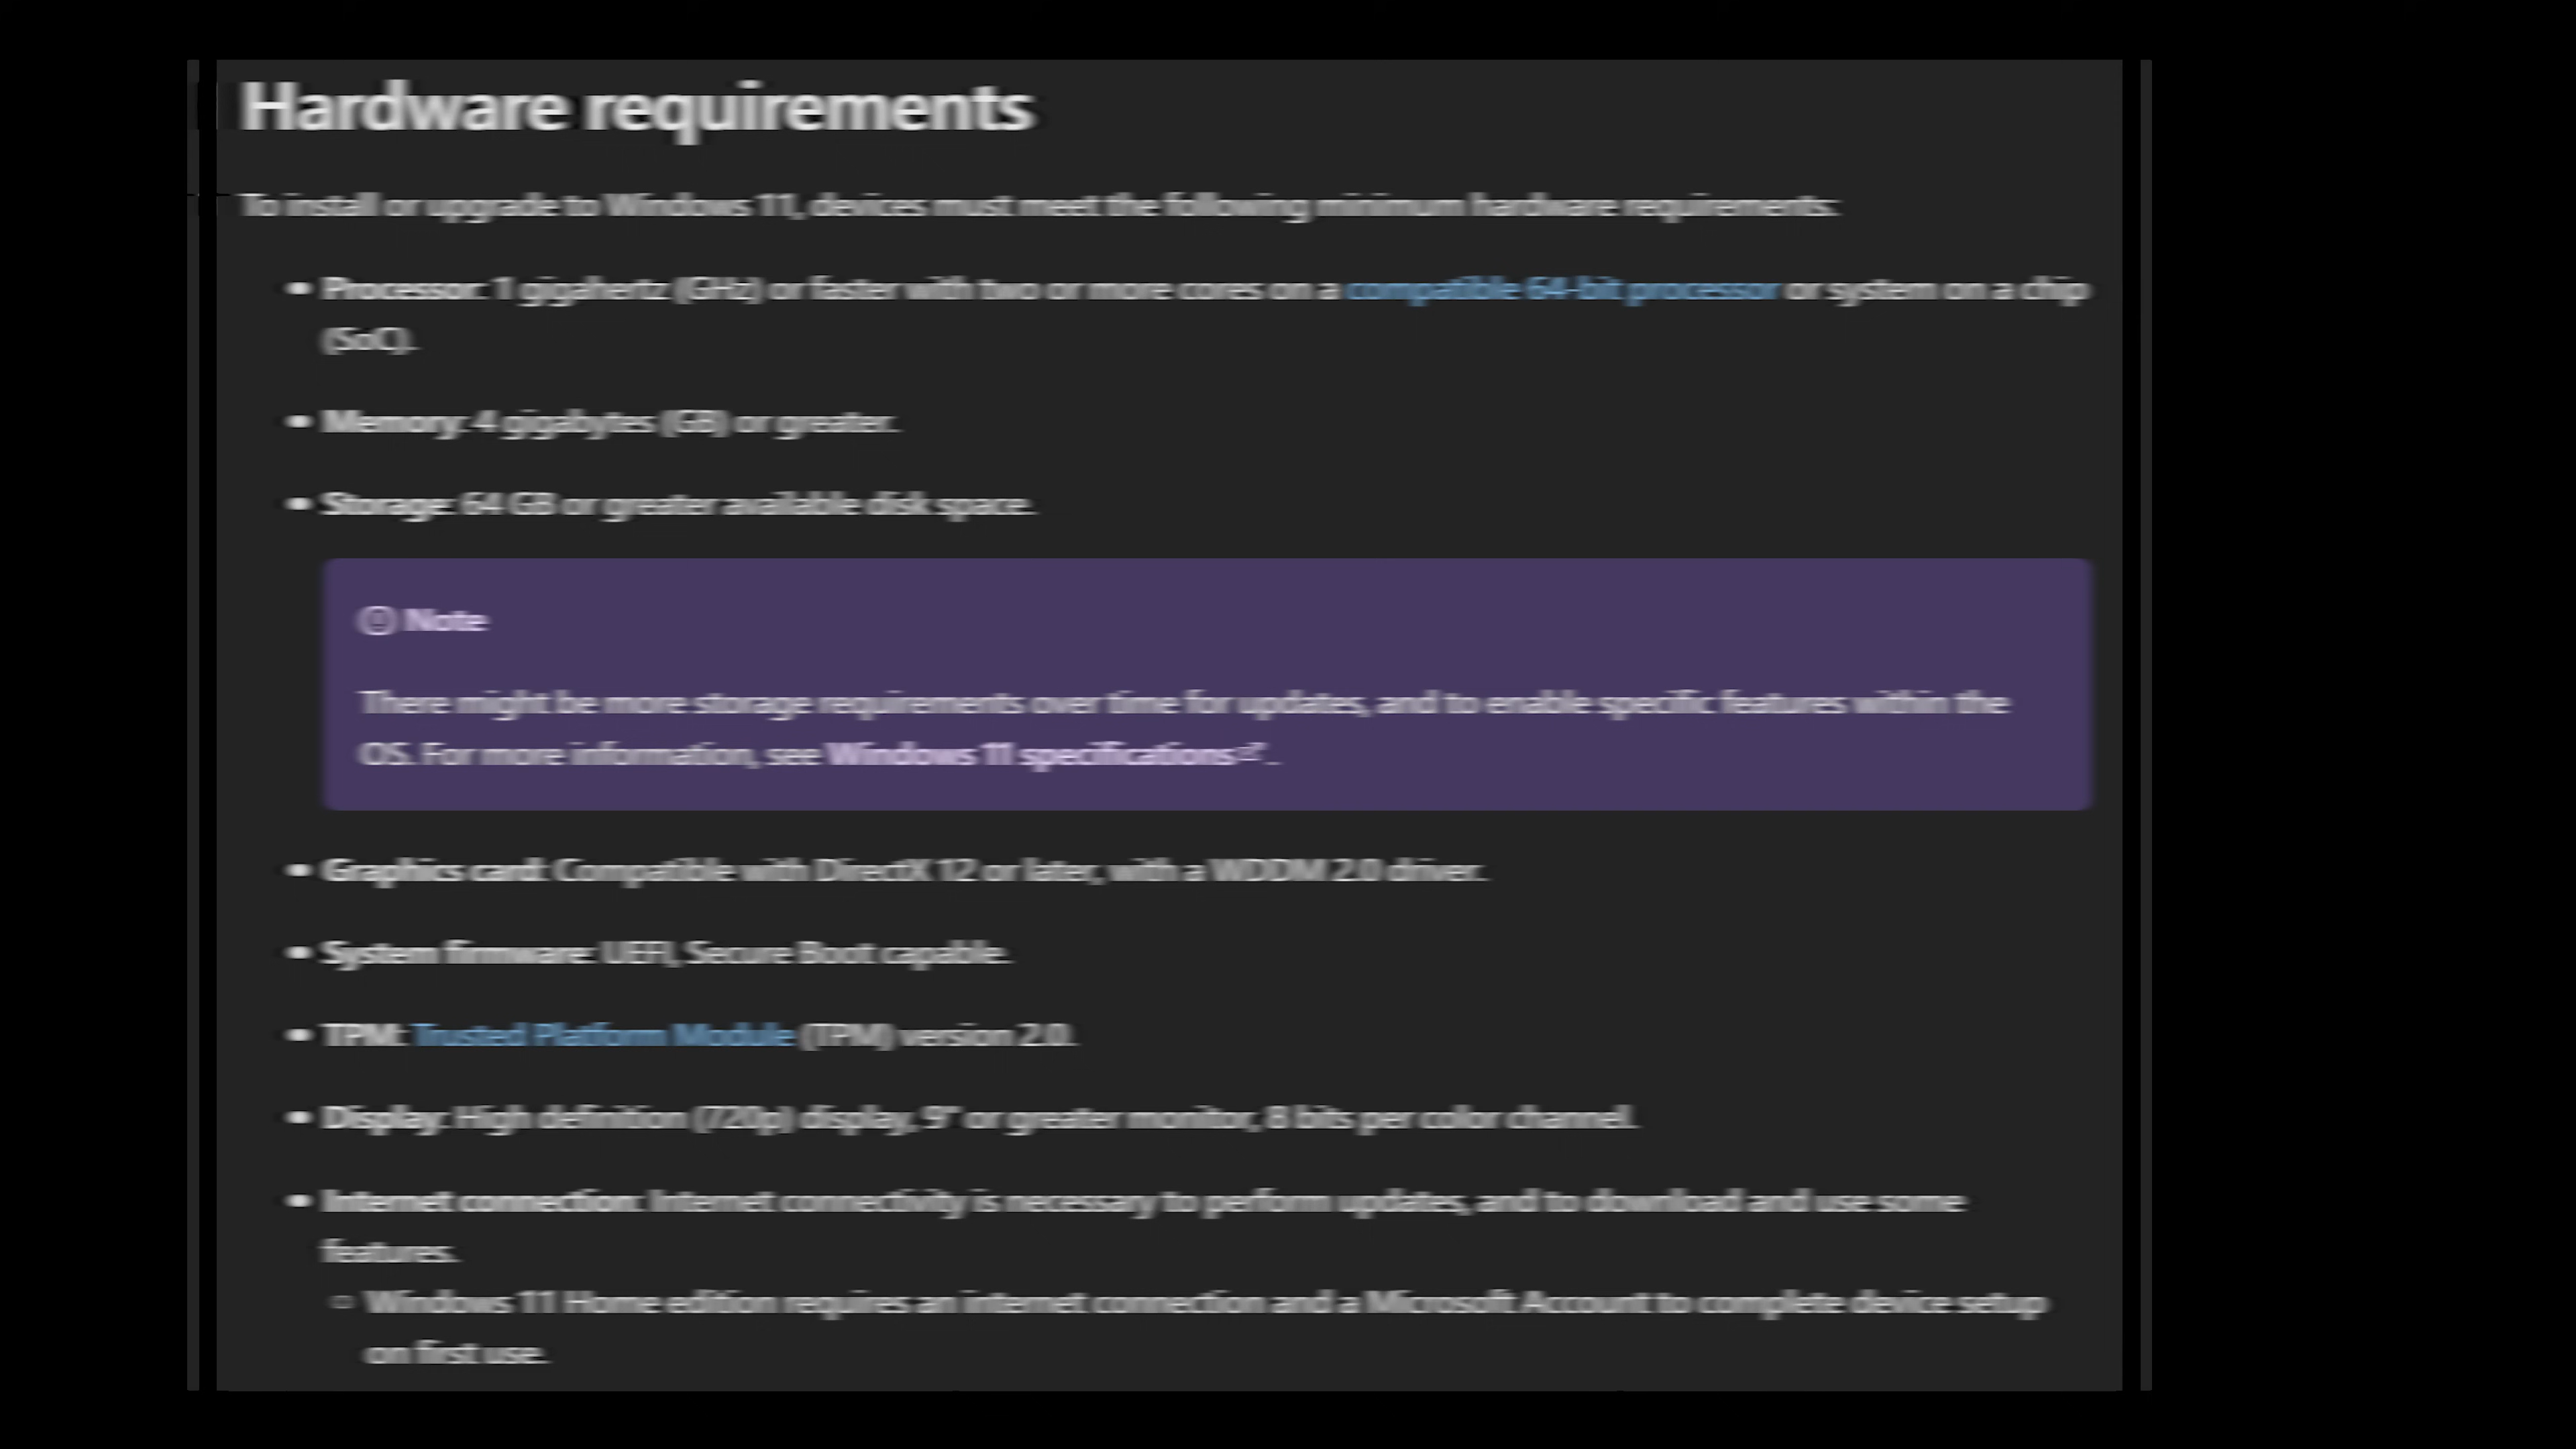 Hardware requirements
To install or upgrade to Windows 11, devices must meet the following minimum hardware requirements:
• Processor: 1 gigahertz (GHz) or faster with two or more cores on a compatible 64-bit processor or system on a chip
(SoC).
• Memory: 4 gigabytes (GB) or greater.
• Storage: 64 GB or greater available disk space.
Note
There might be more storage requirements over time for updates, and to enable specific features within the
OS. For more information, see Windows 11 specifications.
• Graphics card: Compatible with DirectX 12 or later, with a WDDM 2.0 driver.
• System firmware: UEFI, Secure Boot capable.
• TPM: Trusted Platform Module (TPM) version 2.0.
• Display: High definition (720p) display, 9" or greater monitor, 8 bits per color channel.
• Internet connection: Internet connectivity is necessary to perform updates, and to download and use some
features.
○ Windows 11 Home edition requires an internet connection and a Microsoft Account to complete device setup
on first use.